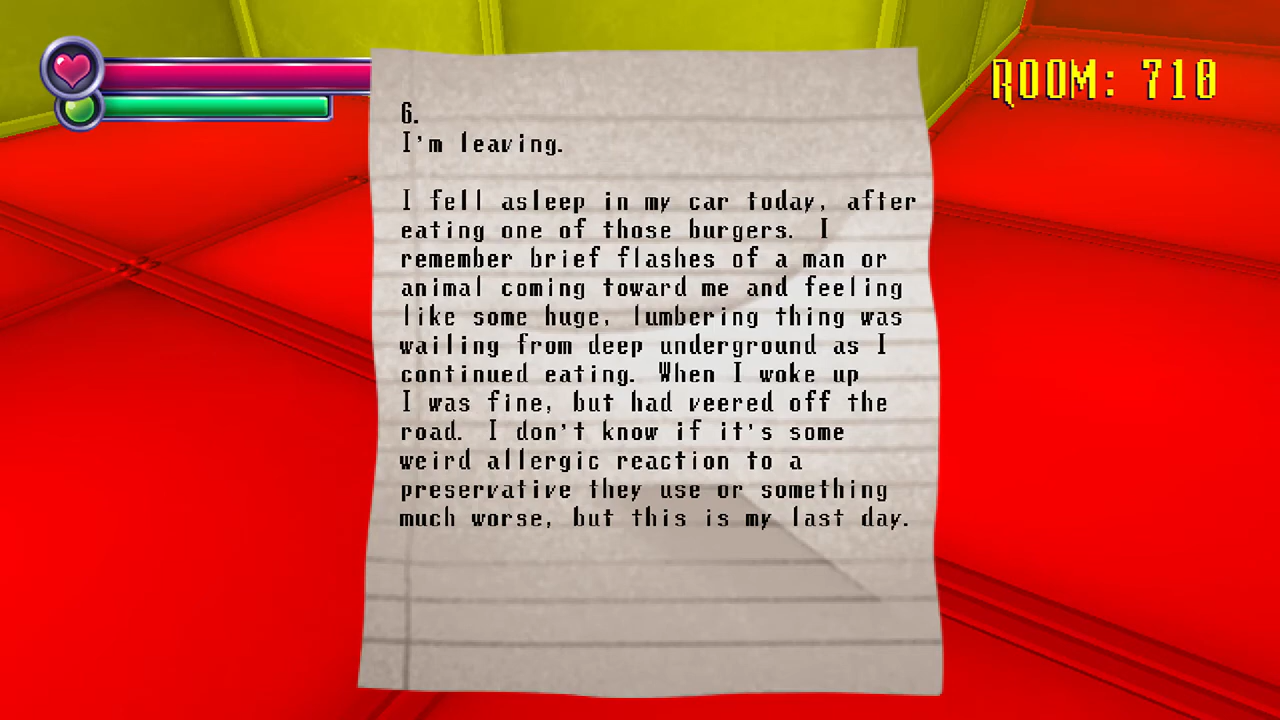 ROOM: 710
6.
I'm leaving.
I fell asleep in my car today, after
eating one of those burgers. I
remember brief flashes of a man or
animal coming toward me and feeling
like some huge, lumbering thing was
wailing from deep underground as I
continued eating. When I woke up
I was fine, but had veered off the
road. I don't know if it's some
weird allergic reaction to a
preservative they use or something
much worse, but this is my last day.